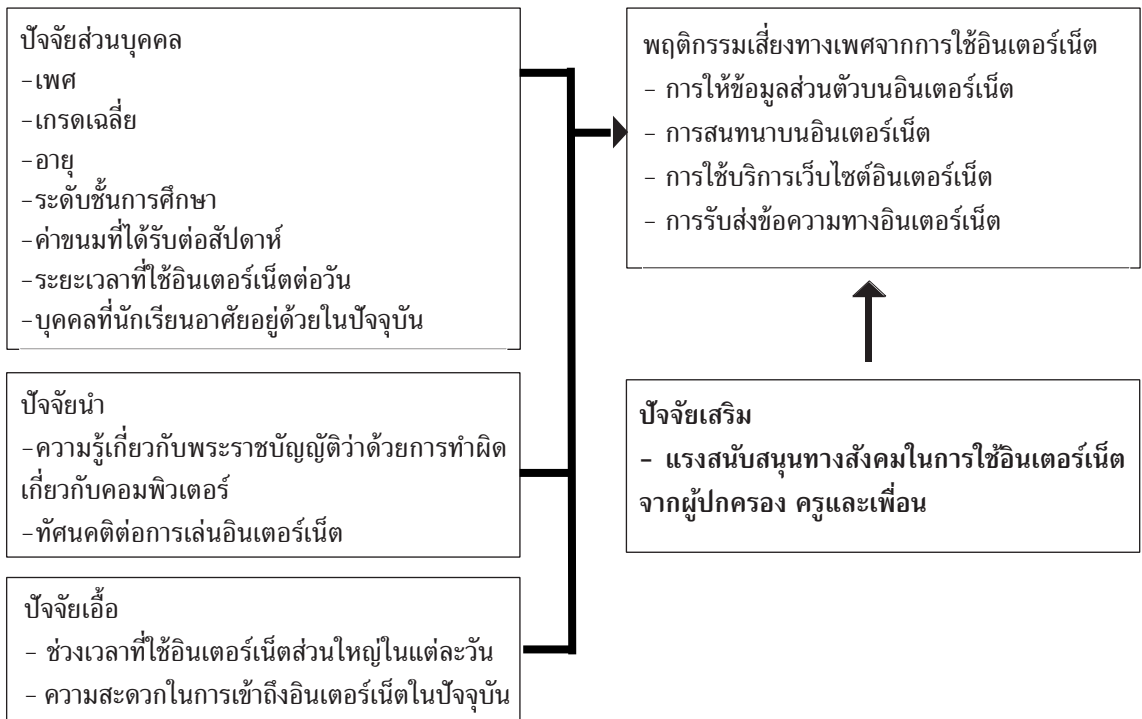 ปัจจัยส่วนบุคคล
-เพศ
-เกรดเฉลี่ย
-อายุ
-ระดับชั้นการศึกษา
-ค่าขนมที่ได้รับต่อสัปดาห์
-ระยะเวลาที่ใช้อินเตอร์เน็ตต่อวัน
-บุคคลที่นักเรียนอาศัยอยู่ด้วยในปัจจุบัน
ปัจจัยนำ
-ความรู้เกี่ยวกับพระราชบัญญัติว่าด้วยการทำผิด
เกี่ยวกับคอมพิวเตอร์
-ทัศนคติต่อการเล่นอินเตอร์เน็ต
ปัจจัยเอื้อ
- ช่วงเวลาที่ใช้อินเตอร์เน็ตส่วนใหญ่ในแต่ละวัน
- ความสะดวกในการเข้าถึงอินเตอร์เน็ตในปัจจุบัน
พฤติกรรมเสี่ยงทางเพศจากการใช้อินเตอร์เน็ต
- การให้ข้อมูลส่วนตัวบนอินเตอร์เน็ต
- การสนทนาบนอินเตอร์เน็ต
- การใช้บริการเว็บไซต์อินเตอร์เน็ต
- การรับส่งข้อความทางอินเตอร์เน็ต
ปัจจัยเสริม
- แรงสนับสนุนทางสังคมในการใช้อินเตอร์เน็ต
จากผู้ปกครอง ครูและเพื่อน